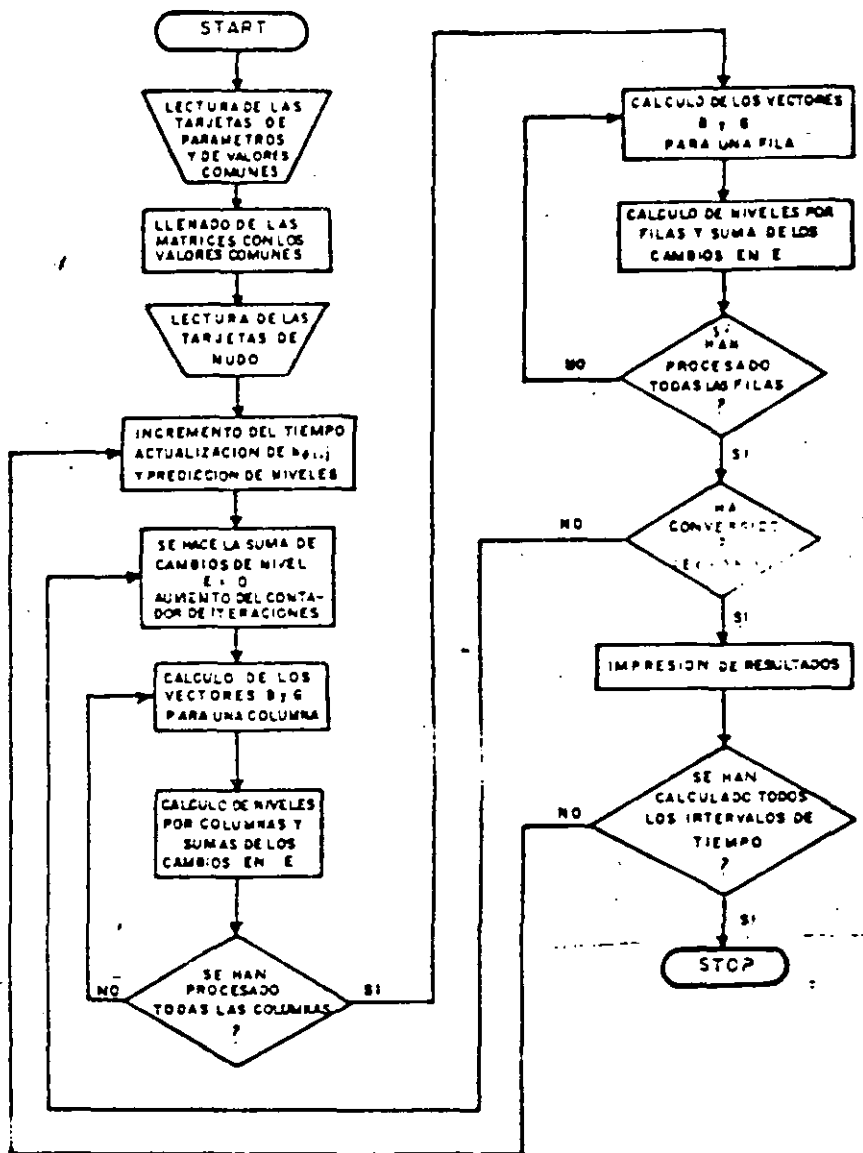 START
LECTURA DE LAS
TARJETAS DE
PARAMETROS
Y DE VALORES
COMUNES
LLENADO DE LAS
MATRICES CON LOS
VALORES COMUNES
LECTURA DE LAS
TARJETAS DE
NUDO
INCREMENTO DEL TIEMPO
ACTUALIZACION DE
Y PREDICCION DE NIVELES
SE HACE LA SUMA DE
CAMBIOS DE NIVEL
E = 0
AUMENTO DEL CONTA-
DOR DE ITERACIONES
CALCULO DE LOS
VECTORES B y G
PARA UNA COLUMNA
CALCULO DE NIVELES
POR COLUMNAS Y
SUMAS DE LOS
CAMBIOS EN E
NO
SE HAN
PROCESADO
TODAS LAS COLUMNAS
?
SI
CALCULO DE LOS VECTORES
B y G
PARA UNA FILA
CALCULO DE NIVELES POR
FILAS Y SUMA DE LOS
CAMBIOS EN E
NO
SE
HAN
PROCESADO
TODAS LAS FILAS
?
SI
NO
HA
CONVERGIDO
?
SI
IMPRESION DE RESULTADOS
NO
SE HAN
CALCULADO TODOS
LOS INTERVALOS DE
TIEMPO
?
SI
STOP